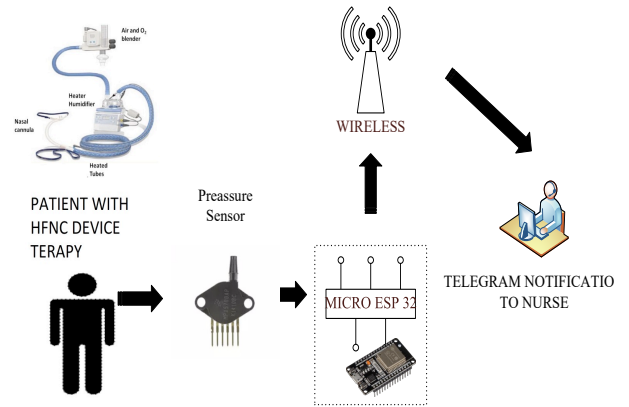 Air and O2
blender
Heater
Humidifier
Nasal
cannula
Heated
Tubes
WIRELESS
PATIENT WITH
HFNC DEVICE
TERAPY
Preassure
Sensor
MICRO ESP 32
TELEGRAM NOTIFICATIO
TO NURSE